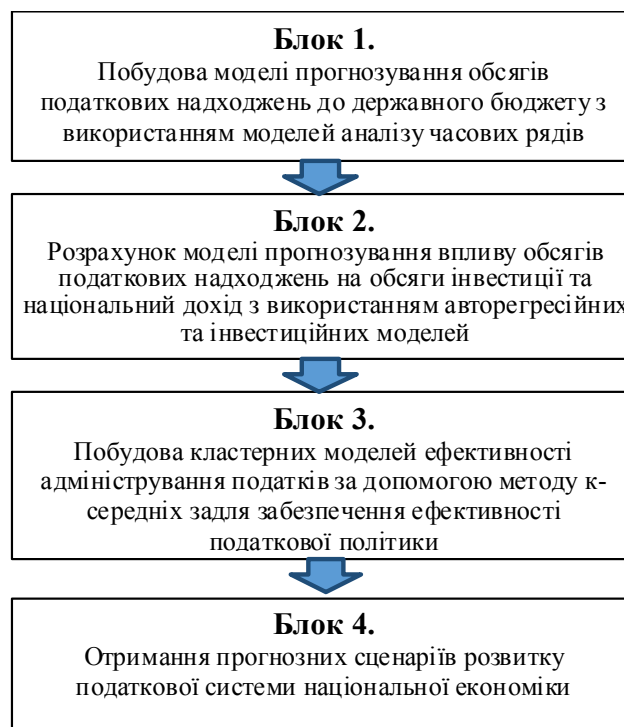 Блок 1.
Побудова моделі прогнозування обсягів
податкових надходжень до державного бюджету з
використанням моделей аналізу часових рядів
Блок 2.
Розрахунок моделі прогнозування впливу обсягів
податкових надходжень на обсяги інвестиції та
національний дохід з використанням авторегресійних
та інвестиційних моделей
Блок 3.
Побудова кластерних моделей ефективності
адміністрування податків за допомогою методу к-
середніх задля забезпечення ефективності
податкової політики
Блок 4.
Отримання прогнозних сценаріїв розвитку
податкової системи національної економіки